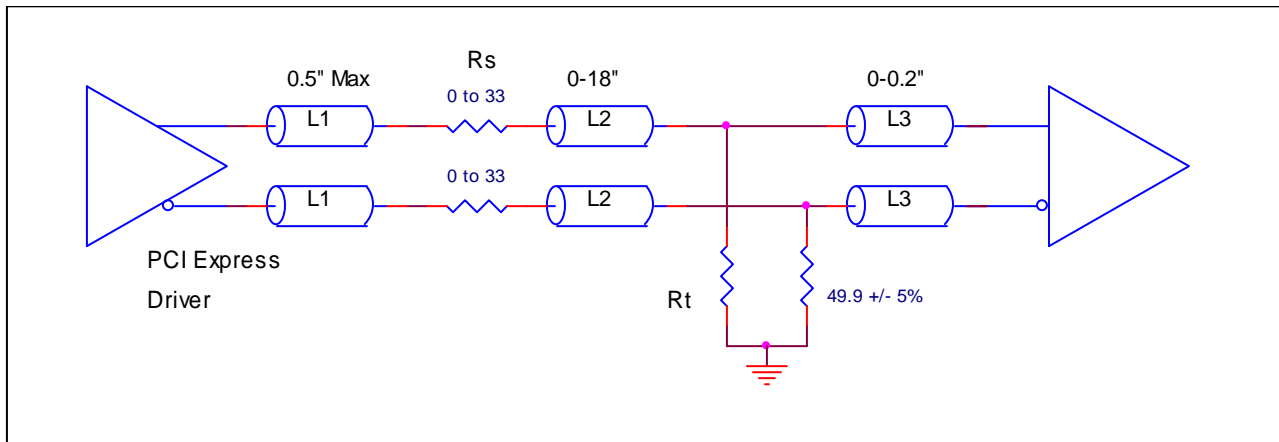 Rs
0.5" Max
0-18"
0-0.2"
0 to 33
L1
L2
L3
0 to 33
L1
L2
L3
PCI Express
Driver
Rt
49.9 +/- 5%